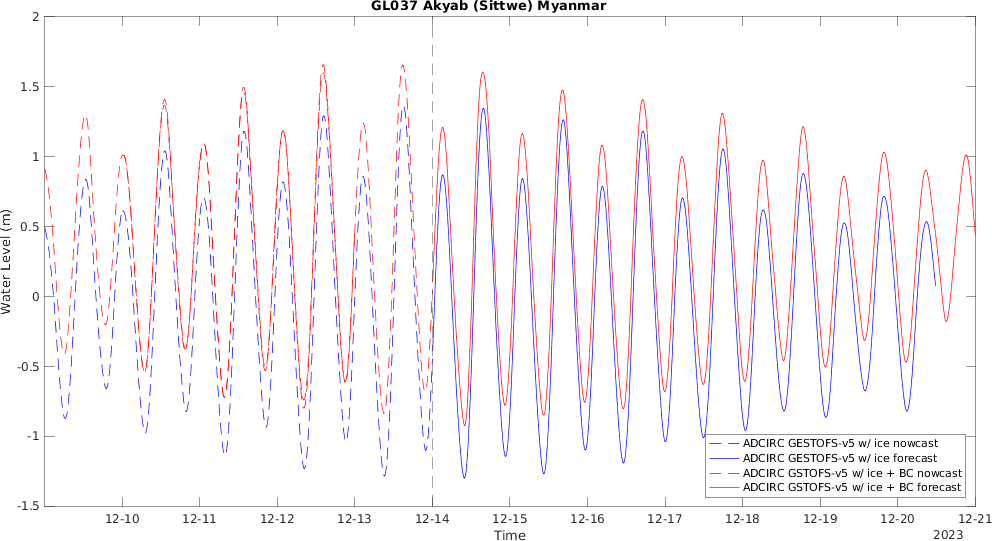 GL037 Akyab (Sittwe) Myanmar
2
1.5
1
0.5
0
-0.5
-1
-1.5
Water Level (m)
ADCIRC GESTOFS-v5 w/ ice nowcast
ADCIRC GESTOFS-v5 w/ ice forecast
ADCIRC GSTOFS-v5 w/ ice + BC nowcast
ADCIRC GSTOFS-v5 w/ ice + BC forecast
12-10 12-11 12-12 12-13 12-14 12-15 12-16 12-17 12-18 12-19 12-20 12-21
Time
2023